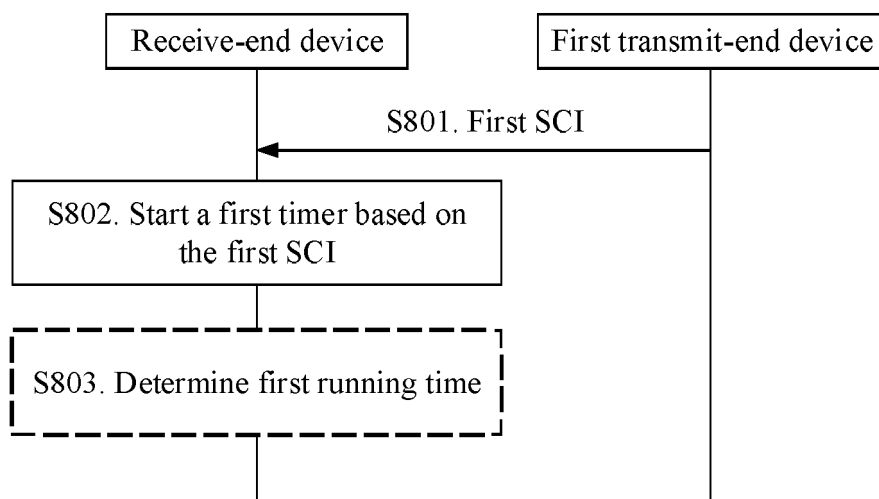 Receive-end device
First transmit-end device
S801. First SCI
S802. Start a first timer based on
the first SCI
S803. Determine first running time